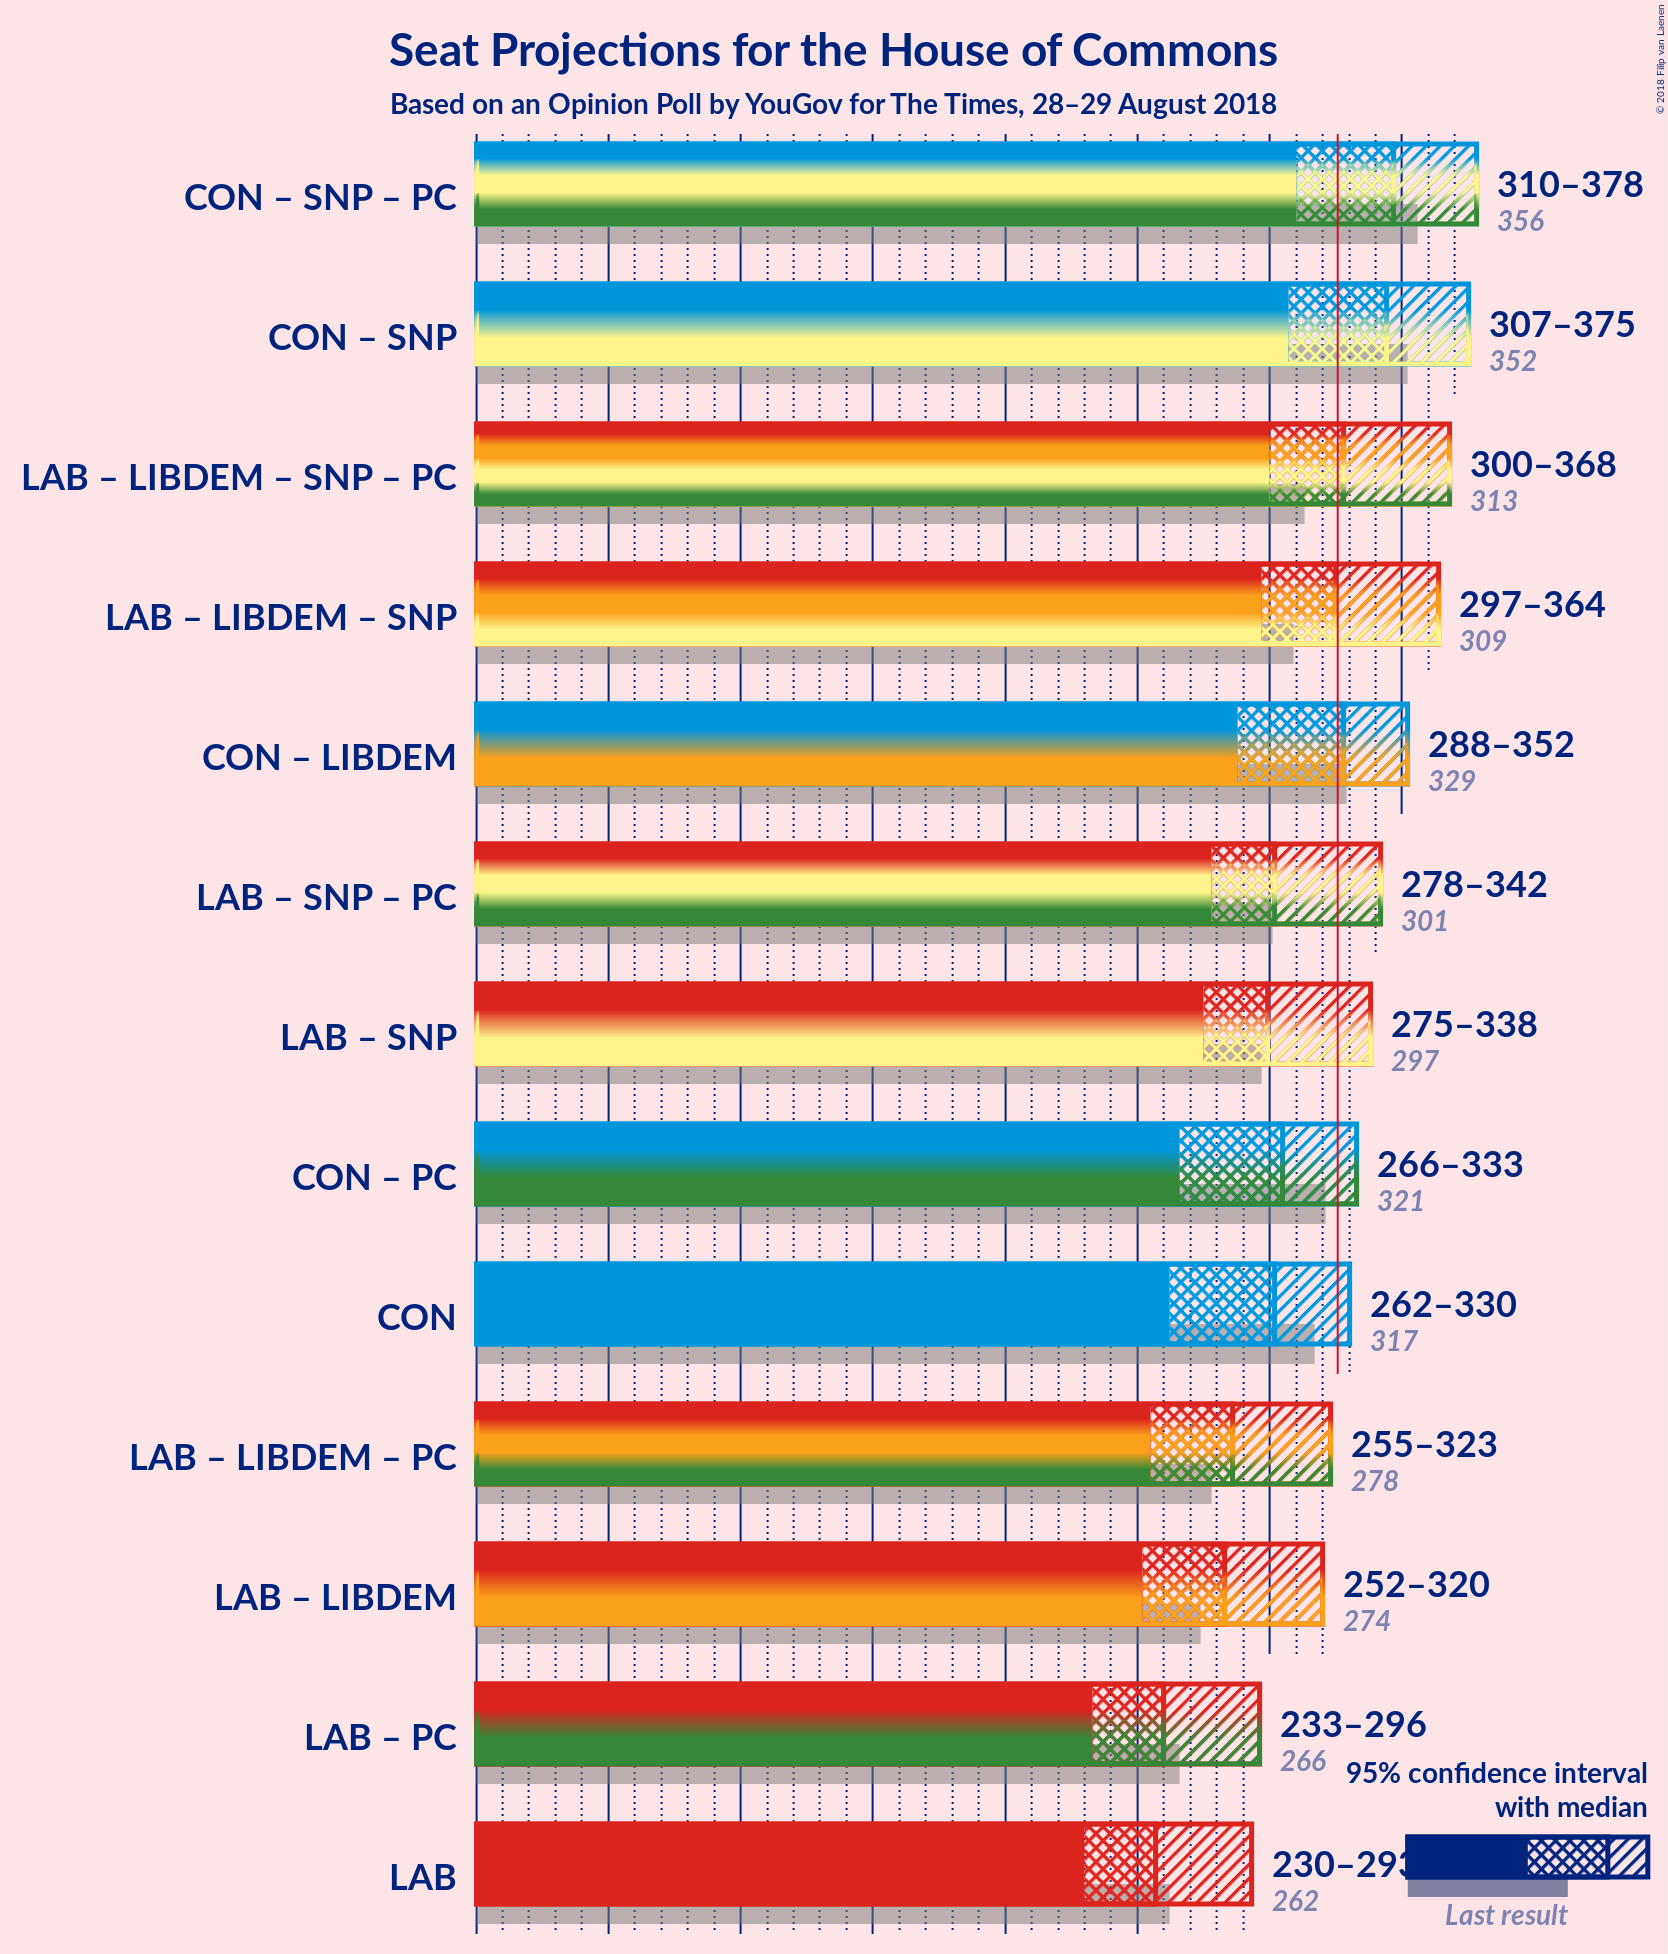 Seat Projections for the House of Commons
Based on an Opinion Poll by YouGov for The Times, 28–29 August 2018
© 2018 Filip van Laenen
CON – SNP – PC
310–378
356
CON – SNP
307–375
352
LAB – LIBDEM – SNP – PC
300–368
313
LAB – LIBDEM – SNP
297–364
309
CON – LIBDEM
288–352
329
LAB – SNP – PC
278–342
301
LAB – SNP
275–338
297
CON – PC
266–333
321
CON
262–330
317
LAB – LIBDEM – PC
255–323
278
LAB – LIBDEM
252–320
274
LAB – PC
233–296
266
LAB
230–293
262
95% confidence interval
with median
Last result